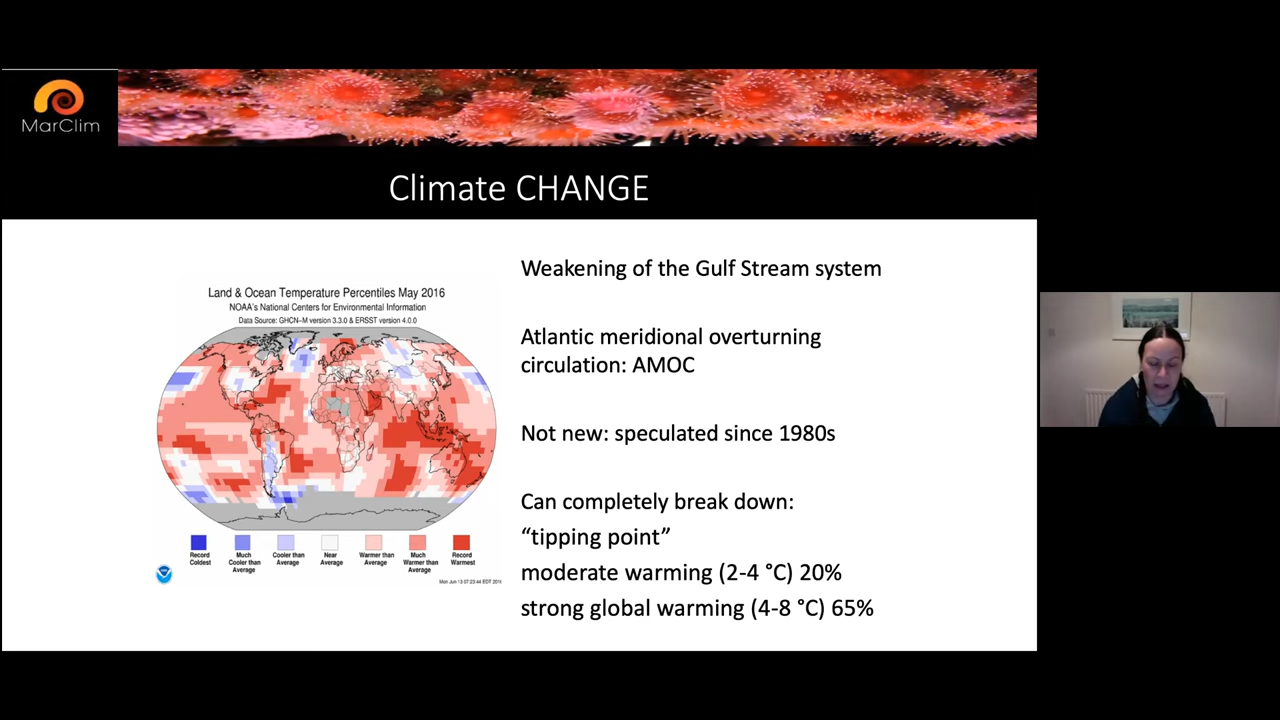 MarClim
Climate CHANGE
Land & Ocean Temperature Percentiles May 2016
NOAA's National Centers for Environmental Information
Data Source: GHCN–M version 3.3.0 & ERSST version 4.0.0
Record Coldest
Much Cooler than Average
Cooler than Average
Near Average
Warmer than Average
Much Warmer than Average
Record Warmest
Weakening of the Gulf Stream system
Atlantic meridional overturning
circulation: AMOC
Not new: speculated since 1980s
Can completely break down:
“tipping point”
moderate warming (2-4 °C) 20%
strong global warming (4-8 °C) 65%